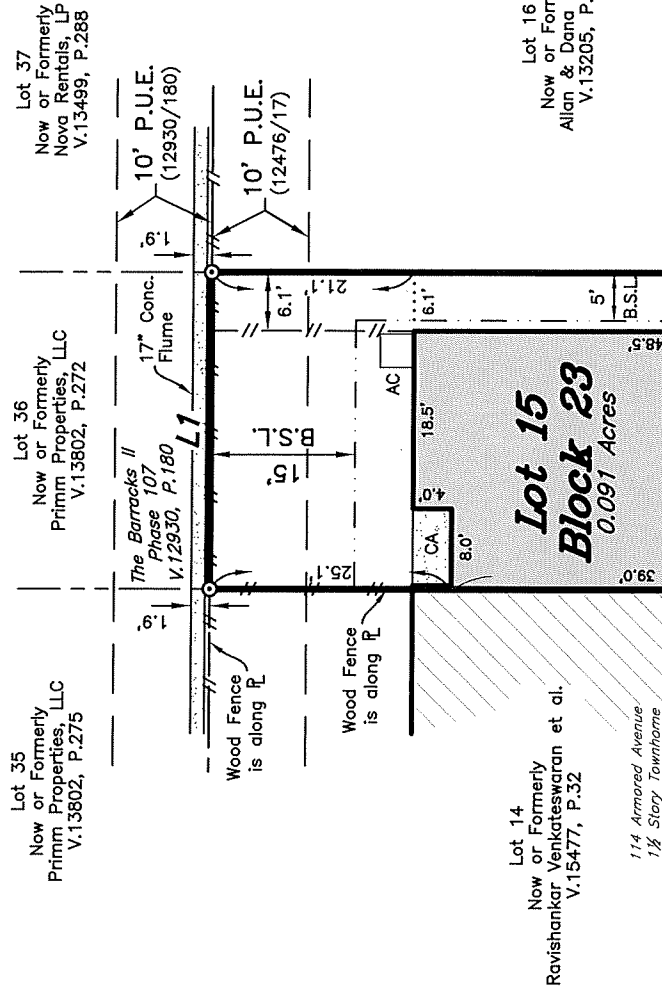 Lot 37
Now or Formerly
Nova Rentals, LP
V.13499, P.288
Lot 36
Now or Formerly
Primm Properties, LLC
V.13802, P.272
Lot 35
Now or Formerly
Primm Properties, LLC
V.13802, P.275
10' P.U.E.
(12930/180)
10' P.U.E.
(12476/17)
1.9'
17" Conc.
Flume
The Barracks II
Phase 107
V.12930, P.180
L1
1.9'
Wood Fence
is along PL
Wood Fence
is along PL
15'
B.S.L.
25.1'
21.1'
6.1'
6.1'
5'
B.S.L.
AC
18.5'
4.0'
CA
8.0'
48.5'
39.0'
Lot 15
Block 23
0.091 Acres
Lot 16
Now or Form
Allan & Dana
V.13205, P.
Lot 14
Now or Formerly
Ravishankar Venkateswaran et al.
V.15477, P.32
114 Armored Avenue
1½ Story Townhome